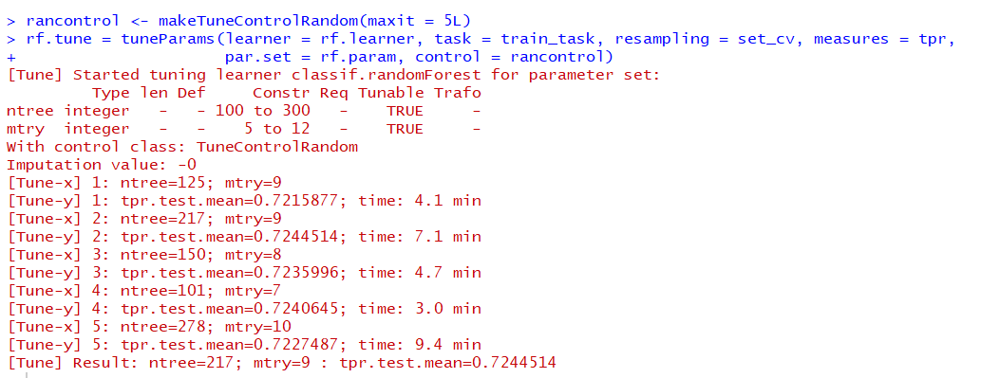 > rancontrol <- makeTuneControlRandom(maxit = 5L)
> rf.tune = tuneParams(learner = rf.learner, task = train_task, resampling = set_cv, measures = tpr,
+                      par.set = rf.param, control = rancontrol)
[Tune] Started tuning learner classif.randomForest for parameter set:
         Type len Def     Constr Req Tunable Trafo
ntree integer   -   - 100 to 300   -    TRUE     -
mtry  integer   -   -    5 to 12   -    TRUE     -
With control class: TuneControlRandom
Imputation value: -0
[Tune-x] 1: ntree=125; mtry=9
[Tune-y] 1: tpr.test.mean=0.7215877; time: 4.1 min
[Tune-x] 2: ntree=217; mtry=9
[Tune-y] 2: tpr.test.mean=0.7244514; time: 7.1 min
[Tune-x] 3: ntree=150; mtry=8
[Tune-y] 3: tpr.test.mean=0.7235996; time: 4.7 min
[Tune-x] 4: ntree=101; mtry=7
[Tune-y] 4: tpr.test.mean=0.7240645; time: 3.0 min
[Tune-x] 5: ntree=278; mtry=10
[Tune-y] 5: tpr.test.mean=0.7227487; time: 9.4 min
[Tune] Result: ntree=217; mtry=9 : tpr.test.mean=0.7244514